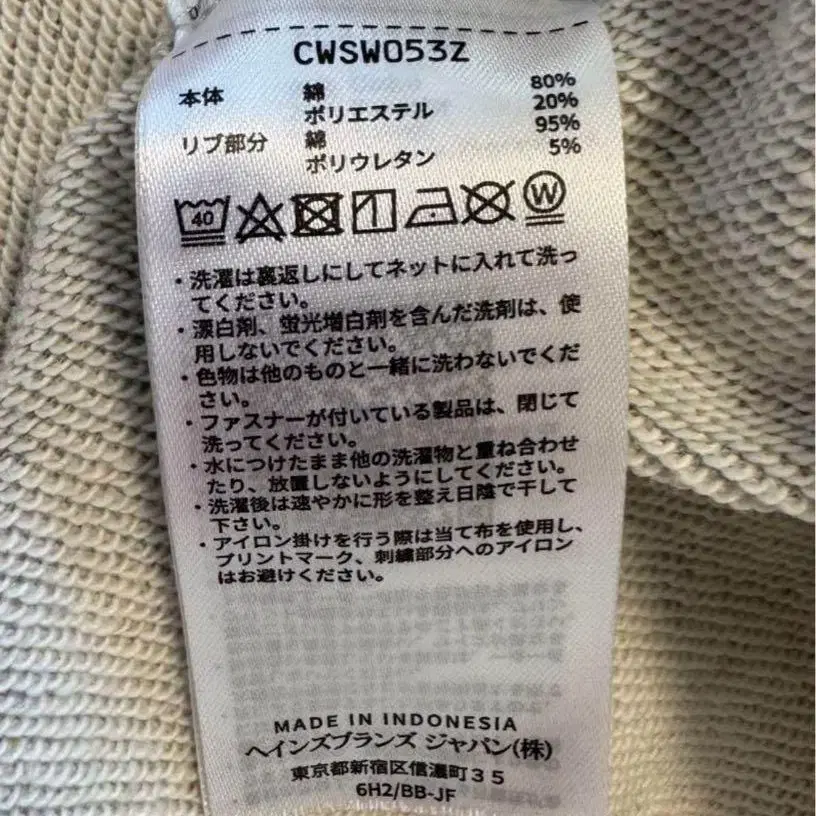 CWSW053Z
本体 綿 80%
ポリエステル 20%
リブ部分 綿 95%
ポリウレタン 5%
40 W
・洗濯は裏返しにしてネットに入れて洗っ
てください。
・漂白剤、蛍光増白剤を含んだ洗剤は、使
用しないでください。
・色物は他のものと一緒に洗わないでくだ
さい。
・ファスナーが付いている製品は、閉じて
洗ってください。
・水につけたまま他の洗濯物と重ね合わせ
たり、放置しないようにしてください。
・洗濯後は速やかに形を整え日陰で干して
下さい。
・アイロン掛けを行う際は当て布を使用し、
プリントマーク、刺繍部分へのアイロン
はお避けください。
MADE IN INDONESIA
ヘインズブランズ ジャパン(株)
東京都新宿区信濃町35
6H2/BB-JF